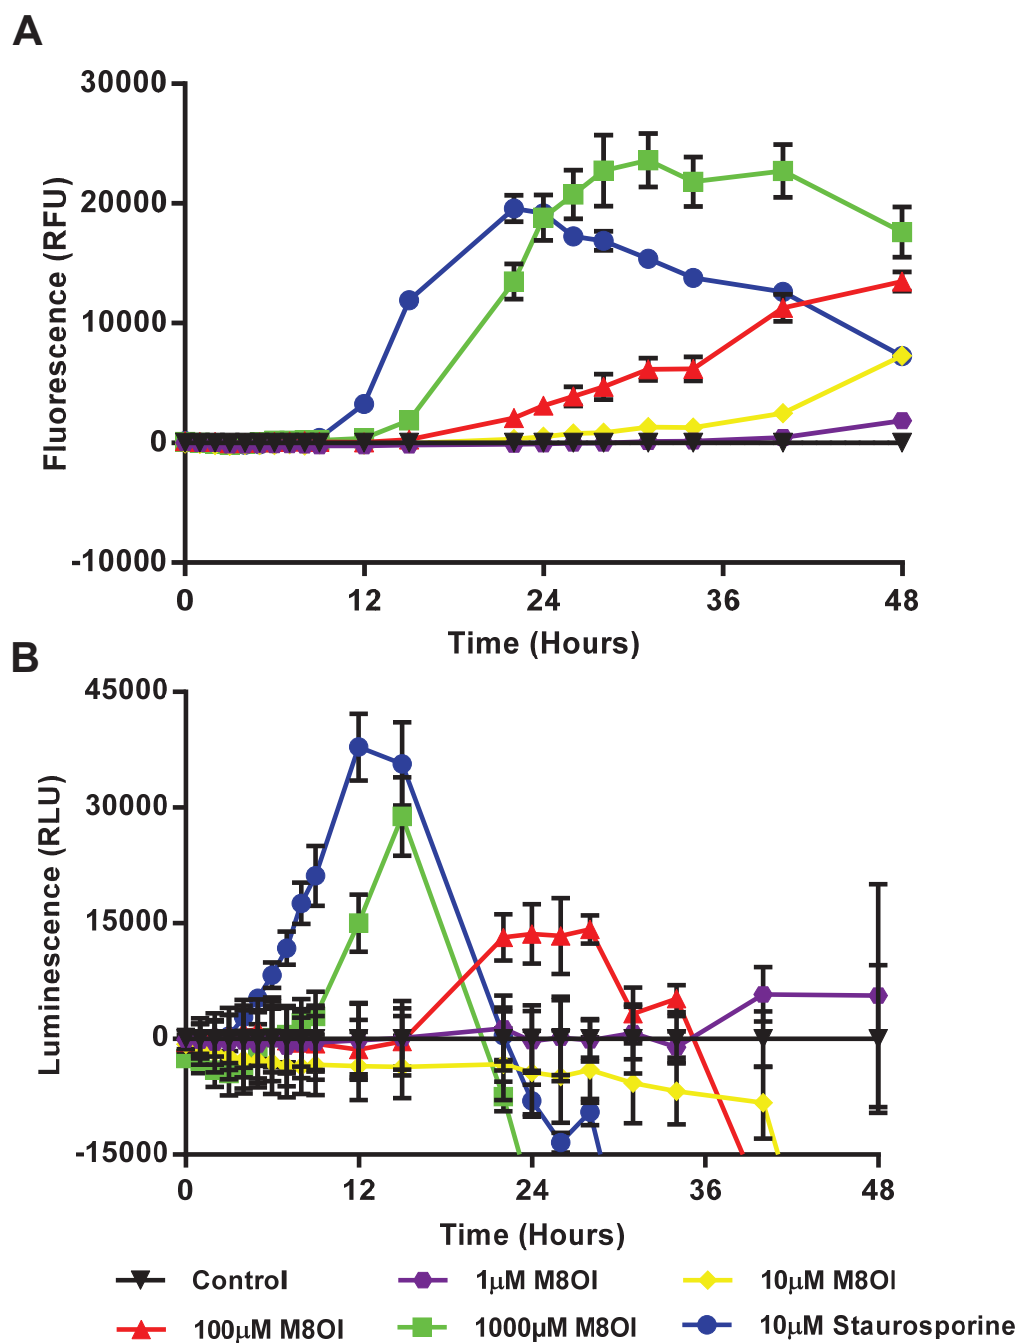 A
30000
20000
10000
0
-10000
Fluorescence (RFU)
0 12 24 36 48
Time (Hours)
B
45000
30000
15000
0
-15000
Luminescence (RLU)
0 12 24 36 48
Time (Hours)
Control 1μM M8OI 10μM M8OI
100μM M8OI 1000μM M8OI 10μM Staurosporine